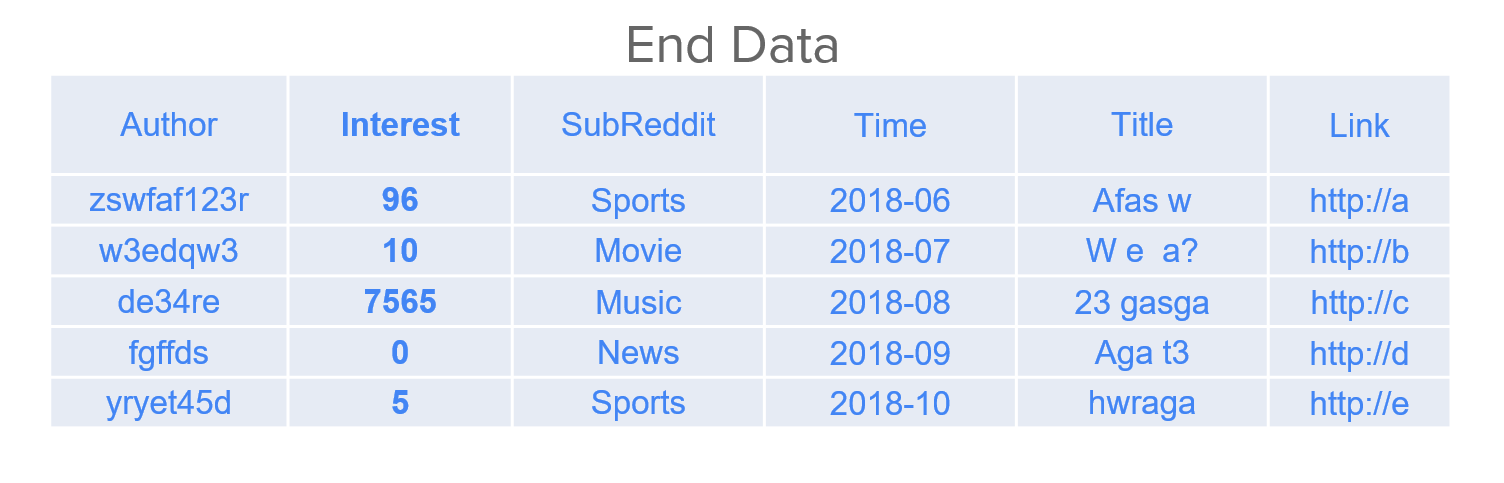 End Data
Author Interest SubReddit Time Title Link
zswfaf123r 96 Sports 2018-06 Afas w http://a
w3edqw3 10 Movie 2018-07 W e  a? http://b
de34re 7565 Music 2018-08 23 gasga http://c
fgffds 0 News 2018-09 Aga t3 http://d
yryet45d 5 Sports 2018-10 hwraga http://e